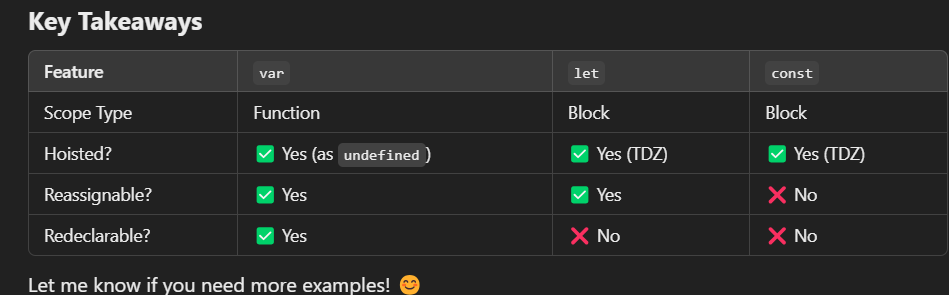 Key Takeaways
Feature var let const
Scope Type Function Block Block
Hoisted? ✅ Yes (as undefined) ✅ Yes (TDZ) ✅ Yes (TDZ)
Reassignable? ✅ Yes ✅ Yes ❌ No
Redeclarable? ✅ Yes ❌ No ❌ No
Let me know if you need more examples! 😊